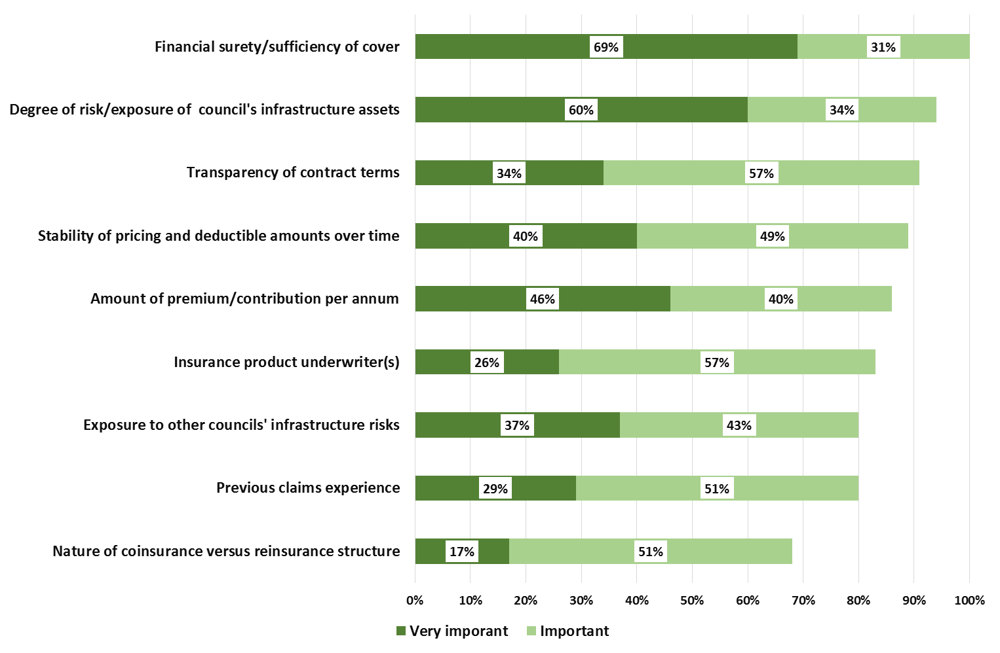 Financial surety/sufficiency of cover 69% 31%
Degree of risk/exposure of  council's infrastructure assets 60% 34%
Transparency of contract terms 34% 57%
Stability of pricing and deductible amounts over time 40% 49%
Amount of premium/contribution per annum 46% 40%
Insurance product underwriter(s) 26% 57%
Exposure to other councils' infrastructure risks 37% 43%
Previous claims experience 29% 51%
Nature of coinsurance versus reinsurance structure 17% 51%
0% 10% 20% 30% 40% 50% 60% 70% 80% 90% 100%
Very imporant Important